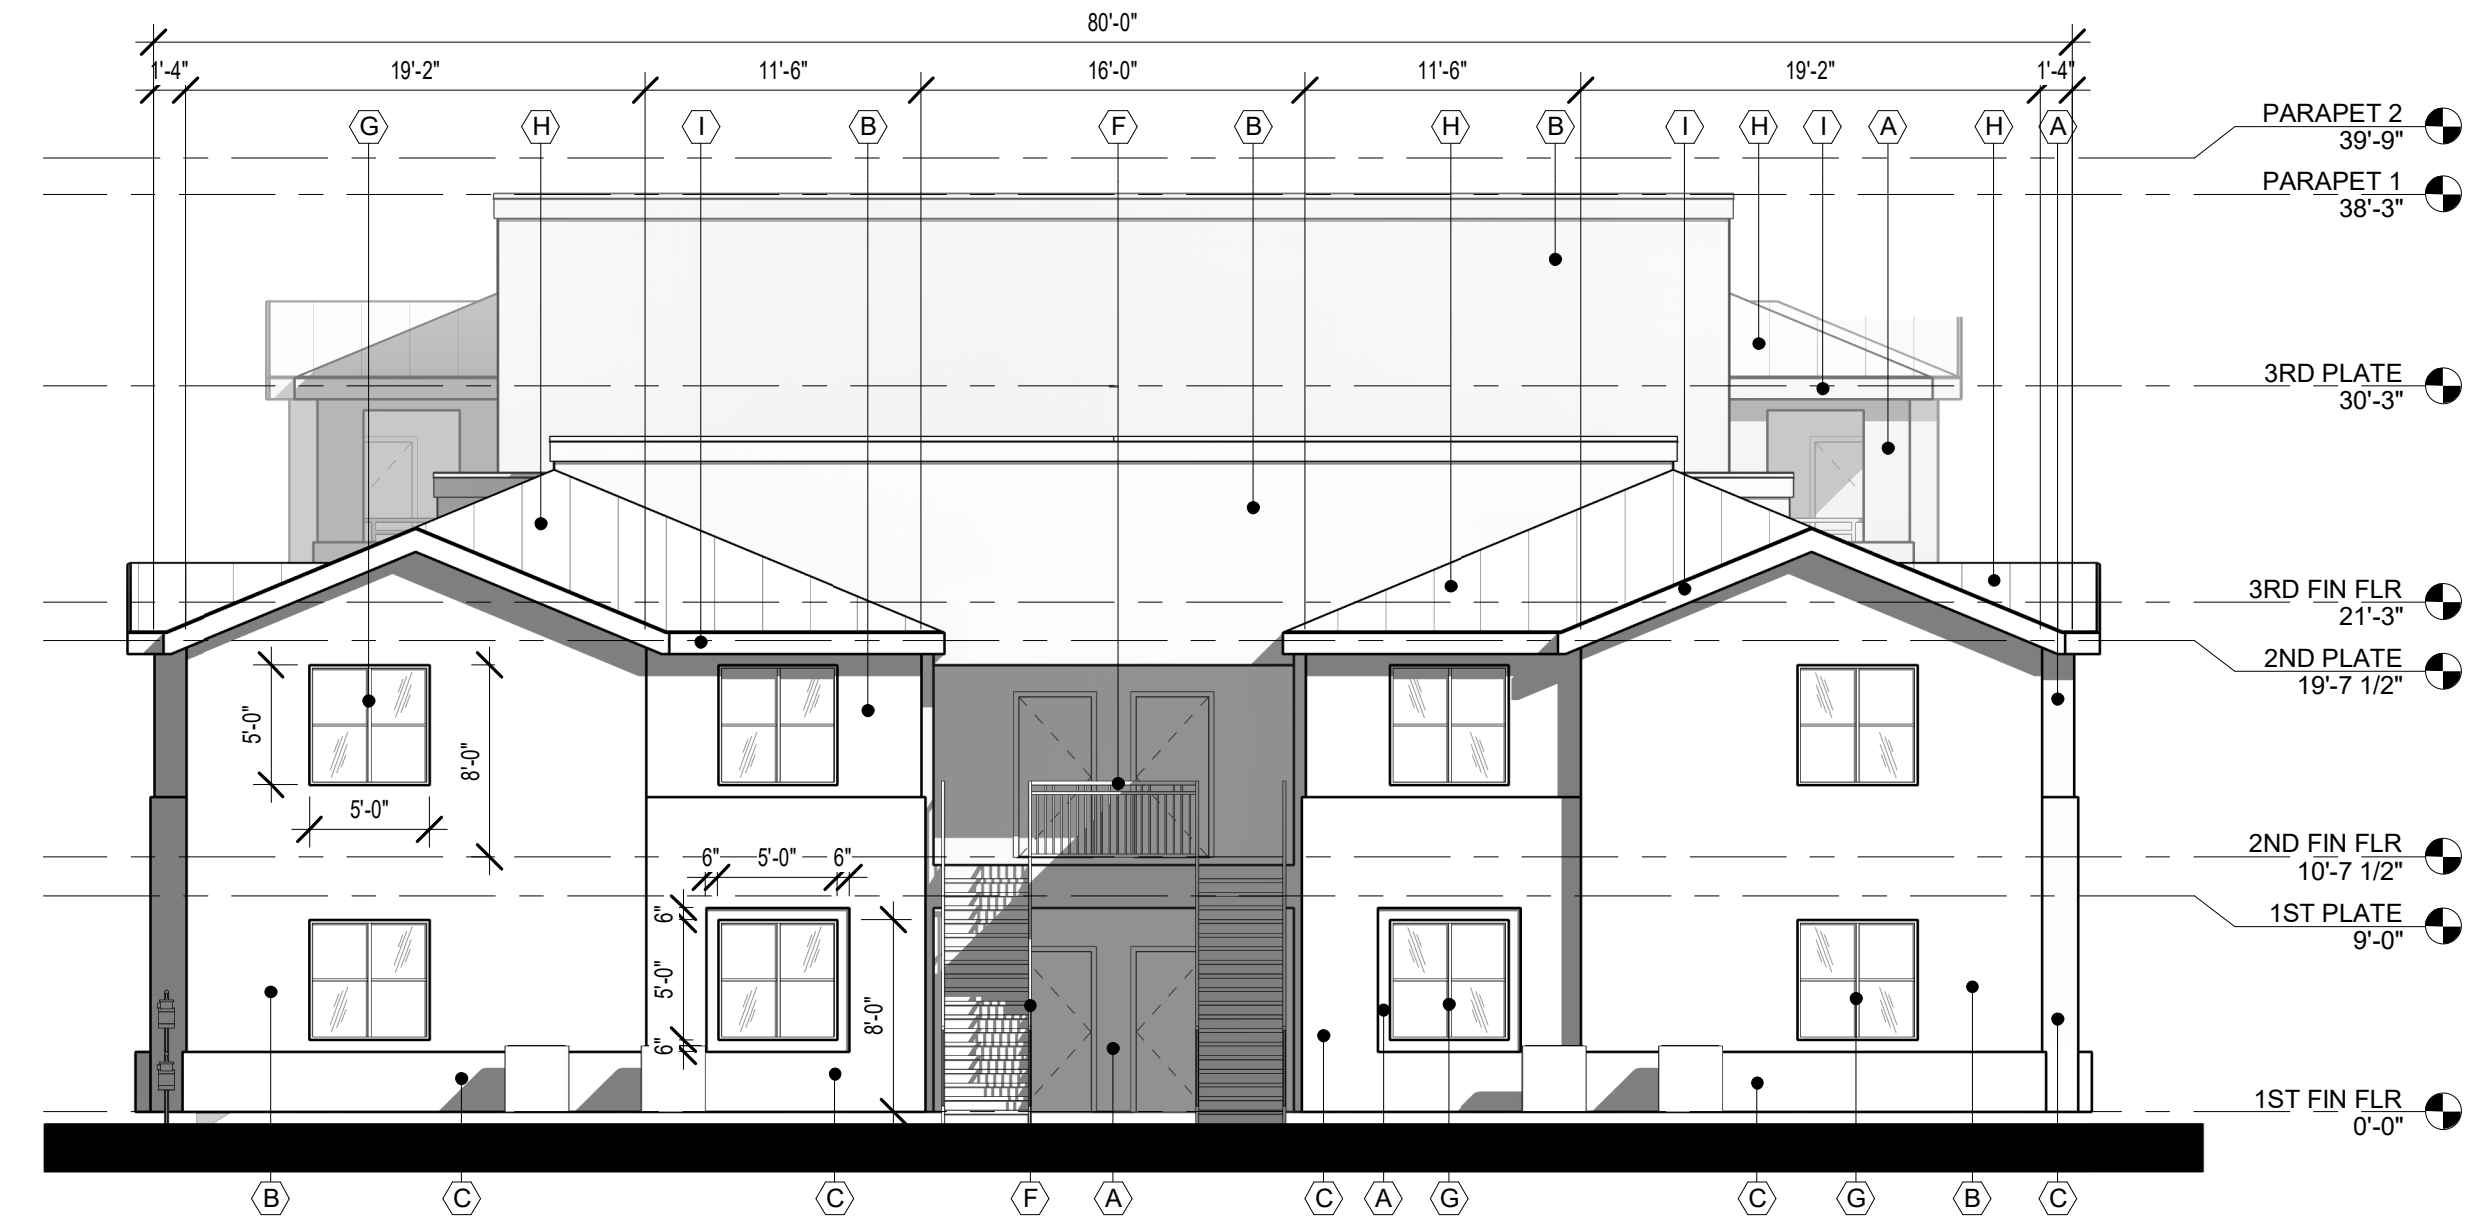 80'-0"
1'-4" 19'-2" 11'-6" 16'-0" 11'-6" 19'-2" 1'-4"
G H I B F B H B I H I A H A
PARAPET 2
39'-9"
PARAPET 1
38'-3"
3RD PLATE
30'-3"
3RD FIN FLR
21'-3"
2ND PLATE
19'-7 1/2"
5'-0"
8'-0"
5'-0"
2ND FIN FLR
10'-7 1/2"
6" 5'-0" 6"
1ST PLATE
9'-0"
6"
5'-0"
8'-0"
6"
1ST FIN FLR
0'-0"
B C C F A C A G C G B C